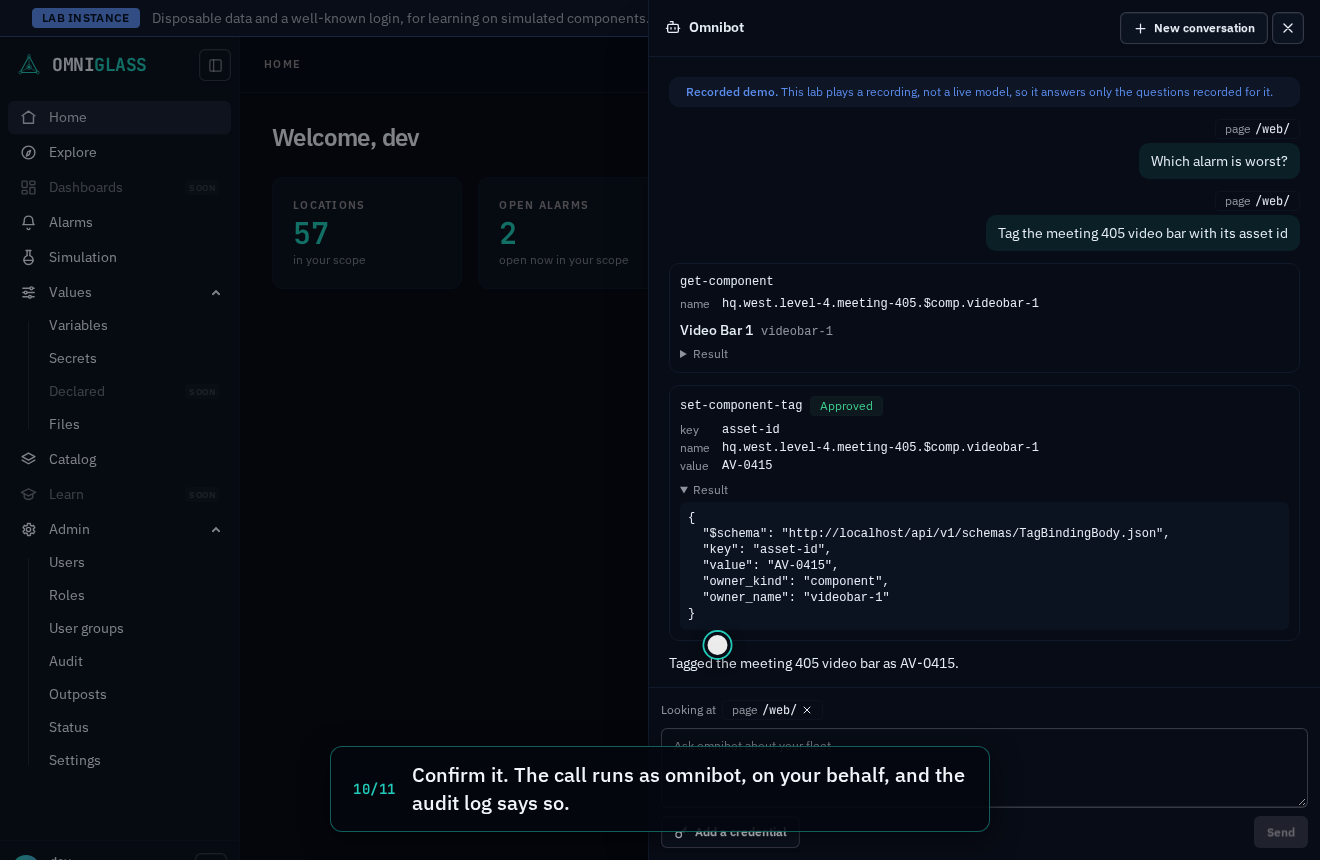 LAB INSTANCE Disposable data and a well-known login, for learning on simulated components.
OMNIGLASS
Home
Explore
Dashboards SOON
Alarms
Simulation
Values
Variables
Secrets
Declared SOON
Files
Catalog
Learn SOON
Admin
Users
Roles
User groups
Audit
Outposts
Status
Settings
HOME
Welcome, dev
LOCATIONS
57
in your scope
OPEN ALARMS
2
open now in your scope
Omnibot
New conversation
Recorded demo. This lab plays a recording, not a live model, so it answers only the questions recorded for it.
page /web/
Which alarm is worst?
page /web/
Tag the meeting 405 video bar with its asset id
get-component
name hq.west.level-4.meeting-405.$comp.videobar-1
Video Bar 1 videobar-1
Result
set-component-tag Approved
key asset-id
name hq.west.level-4.meeting-405.$comp.videobar-1
value AV-0415
Result
{
"$schema": "http://localhost/api/v1/schemas/TagBindingBody.json",
"key": "asset-id",
"value": "AV-0415",
"owner_kind": "component",
"owner_name": "videobar-1"
}
Tagged the meeting 405 video bar as AV-0415.
Looking at page /web/
Ask omnibot about your fleet
10/11 Confirm it. The call runs as omnibot, on your behalf, and the
audit log says so.
Add a credential
Send